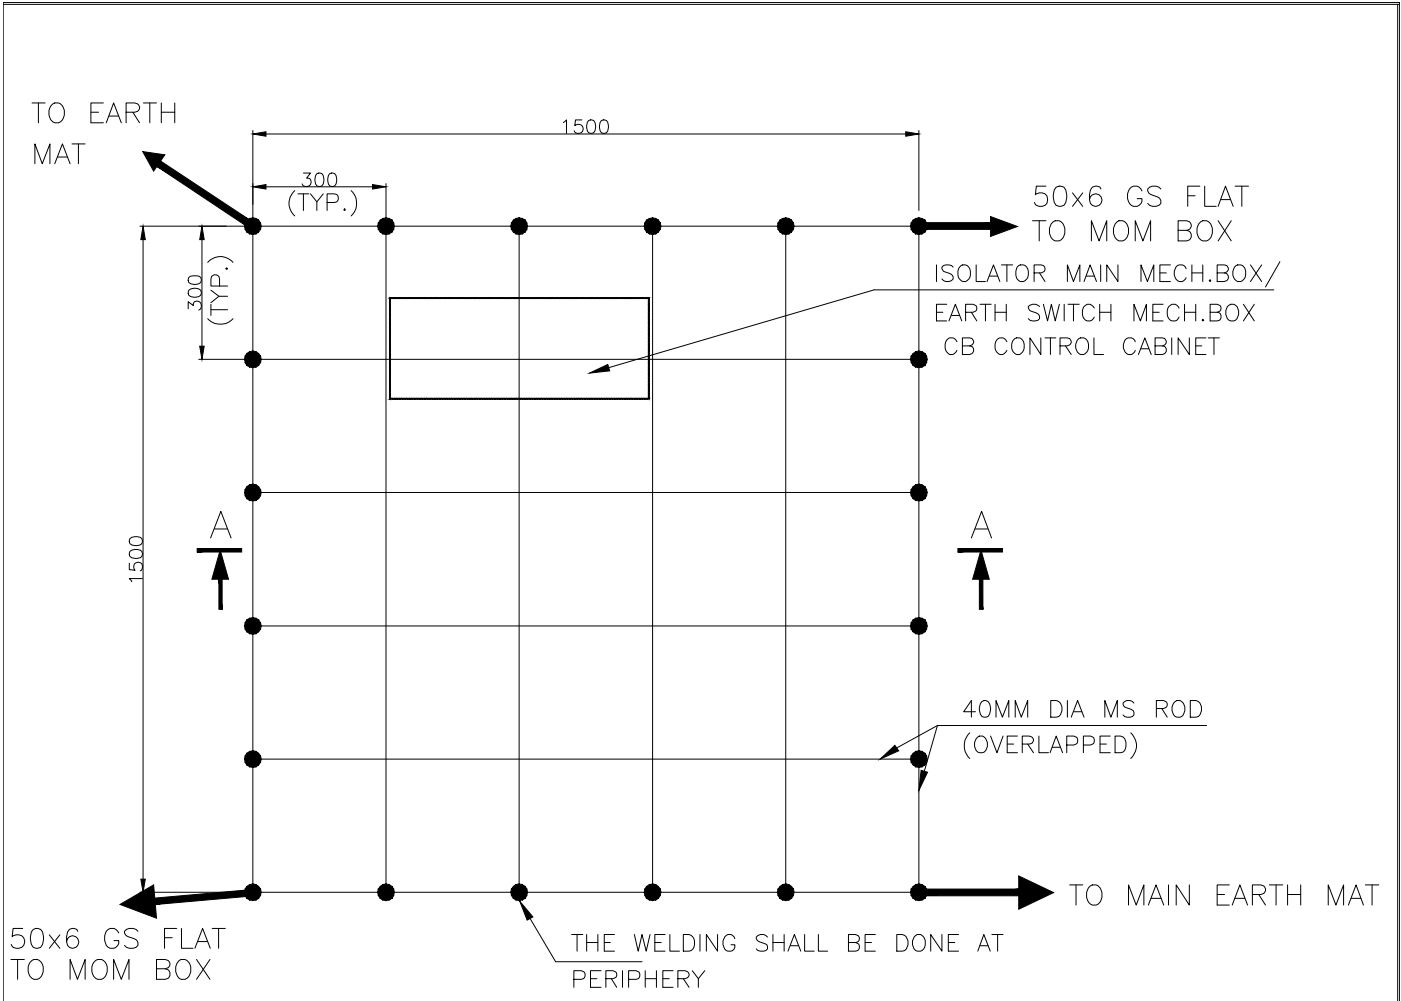 TO EARTH
MAT
1500
300
(TYP.)
50x6 GS FLAT
TO MOM BOX
300
(TYP.)
ISOLATOR MAIN MECH.BOX/
EARTH SWITCH MECH.BOX
CB CONTROL CABINET
A
A
1500
40MM DIA MS ROD
(OVERLAPPED)
TO MAIN EARTH MAT
50x6 GS FLAT
TO MOM BOX
THE WELDING SHALL BE DONE AT
PERIPHERY